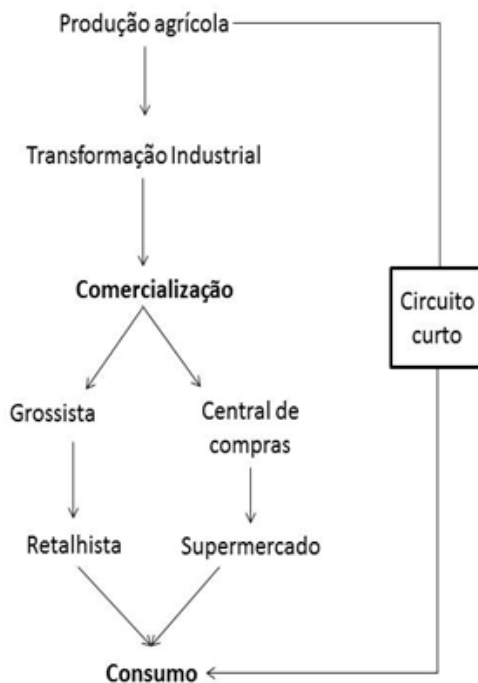 Produção agrícola
Transformação Industrial
Comercialização
Circuito
curto
Grossista
Central de
compras
Retalhista
Supermercado
Consumo